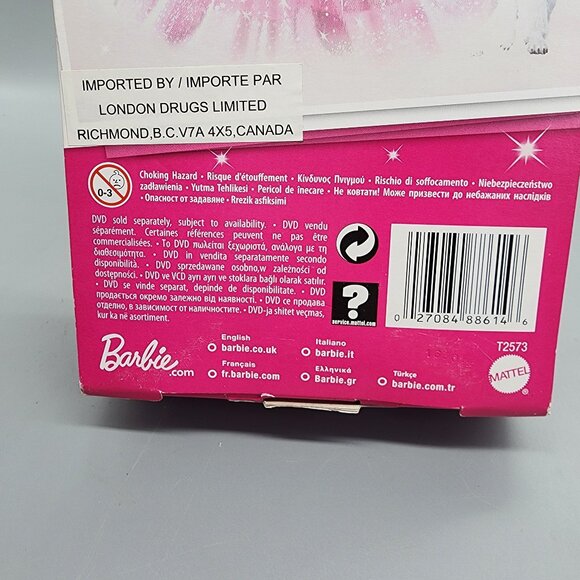 IMPORTED BY / IMPORTE PAR
LONDON DRUGS LIMITED
RICHMOND,B.C.V7A 4X5,CANADA
0-3
Choking Hazard • Risque d'étouffement • Κίνδυνος Πνιγμού • Rischio di soffocamento • Niebezpieczeństwo
zadławienia • Yutma Tehlikesi • Pericol de înecare • Не ковтати! Може призвести до небажаних наслідків
• Опасност от задавяне • Rrezik asfiksimi
DVD sold separately, subject to availability. • DVD vendu
séparément. Certaines références peuvent ne pas être
commercialisées. • Το DVD πωλείται ξεχωριστά, ανάλογα με τη
διαθεσιμότητα. • DVD in vendita separatamente secondo
disponibilità. • DVD sprzedawane osobno,w zależności od
dostępności. • DVD ve VCD ayrı ayrı ve stoklara bağlı olarak satılır.
• DVD se vinde separat, depinde de disponibilitate. • DVD
продається окремо залежно від наявності. • DVD се продава
отделно, в зависимост от наличностите. • DVD-ja shitet veçmas,
kur ka në asortiment.
?
service.mattel.com
0 27084 88614 6
T2573
Barbie.com
English
barbie.co.uk
Italiano
barbie.it
Français
fr.barbie.com
Ελληνικά
Barbie.gr
Türkçe
barbie.com.tr
MATTEL